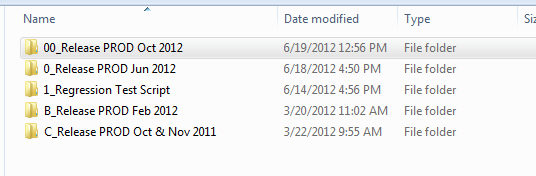 Name Date modified Type
00_Release PROD Oct 2012 6/19/2012 12:56 PM File folder
0_Release PROD Jun 2012 6/18/2012 4:50 PM File folder
1_Regression Test Script 6/14/2012 4:56 PM File folder
B_Release PROD Feb 2012 3/20/2012 11:02 AM File folder
C_Release PROD Oct & Nov 2011 3/22/2012 9:55 AM File folder